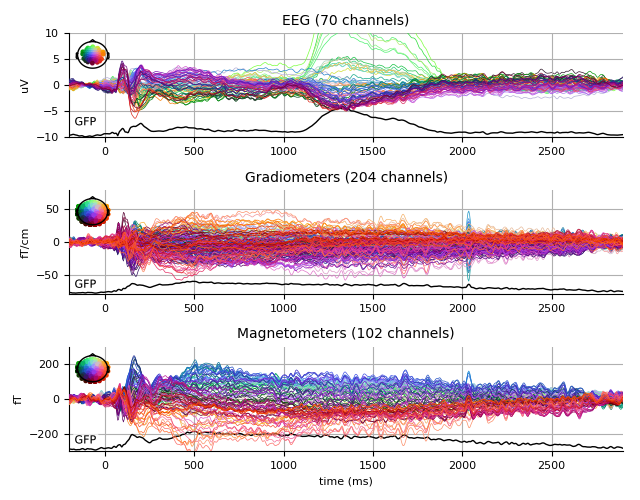 EEG (70 channels)
10
5
0
−5
−10
uV
GFP
0 500 1000 1500 2000 2500
Gradiometers (204 channels)
50
0
−50
fT/cm
GFP
0 500 1000 1500 2000 2500
Magnetometers (102 channels)
200
0
−200
fT
GFP
0 500 1000 1500 2000 2500
time (ms)